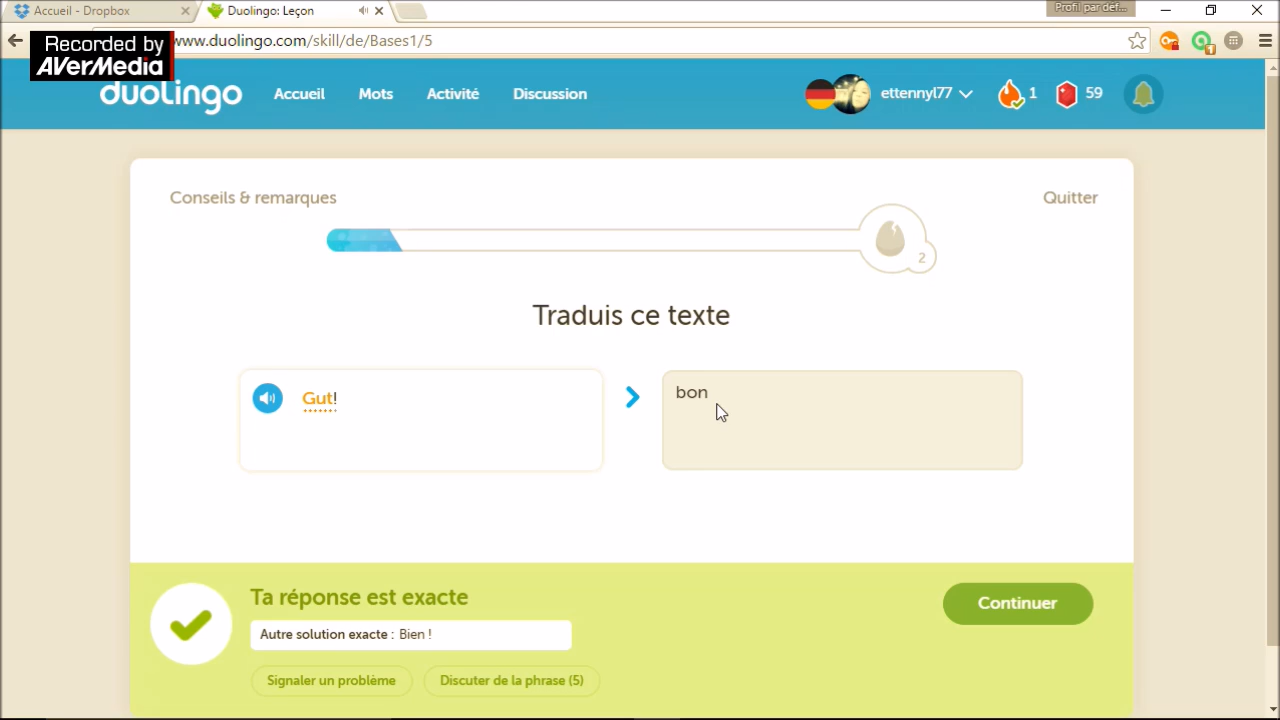 Accueil - Dropbox
Duolingo: Leçon
Profil par déf...
www.duolingo.com/skill/de/Bases1/5
1
Recorded by
AVerMedia
duolingo
Accueil
Mots
Activité
Discussion
ettennyl77
1
59
Conseils & remarques
Quitter
2
Traduis ce texte
Gut!
bon
Ta réponse est exacte
Continuer
Autre solution exacte : Bien !
Signaler un problème
Discuter de la phrase (5)